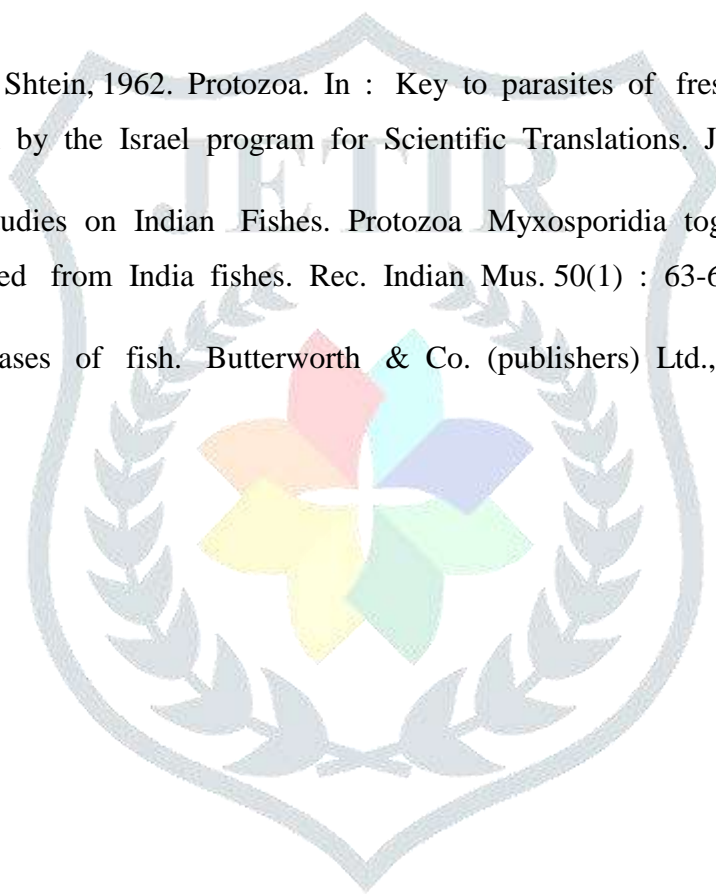 Shtein, 1962. Protozoa. In : Key to parasites of fres
by the Israel program for Scientific Translations. J
JETIR
udies on Indian Fishes. Protozoa Myxosporidia tog
ed from India fishes. Rec. Indian Mus. 50(1) : 63-6
ases of fish. Butterworth & Co. (publishers) Ltd.,